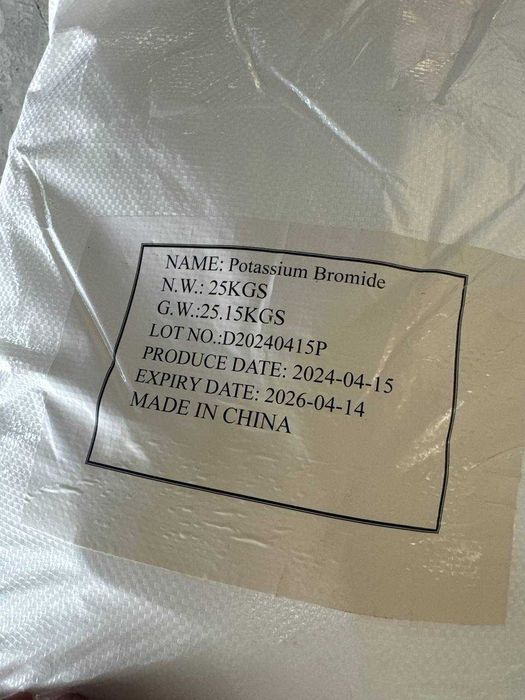 NAME: Potassium Bromide
N.W.: 25KGS
G.W.:25.15KGS
LOT NO.:D20240415P
PRODUCE DATE: 2024-04-15
EXPIRY DATE: 2026-04-14
MADE IN CHINA